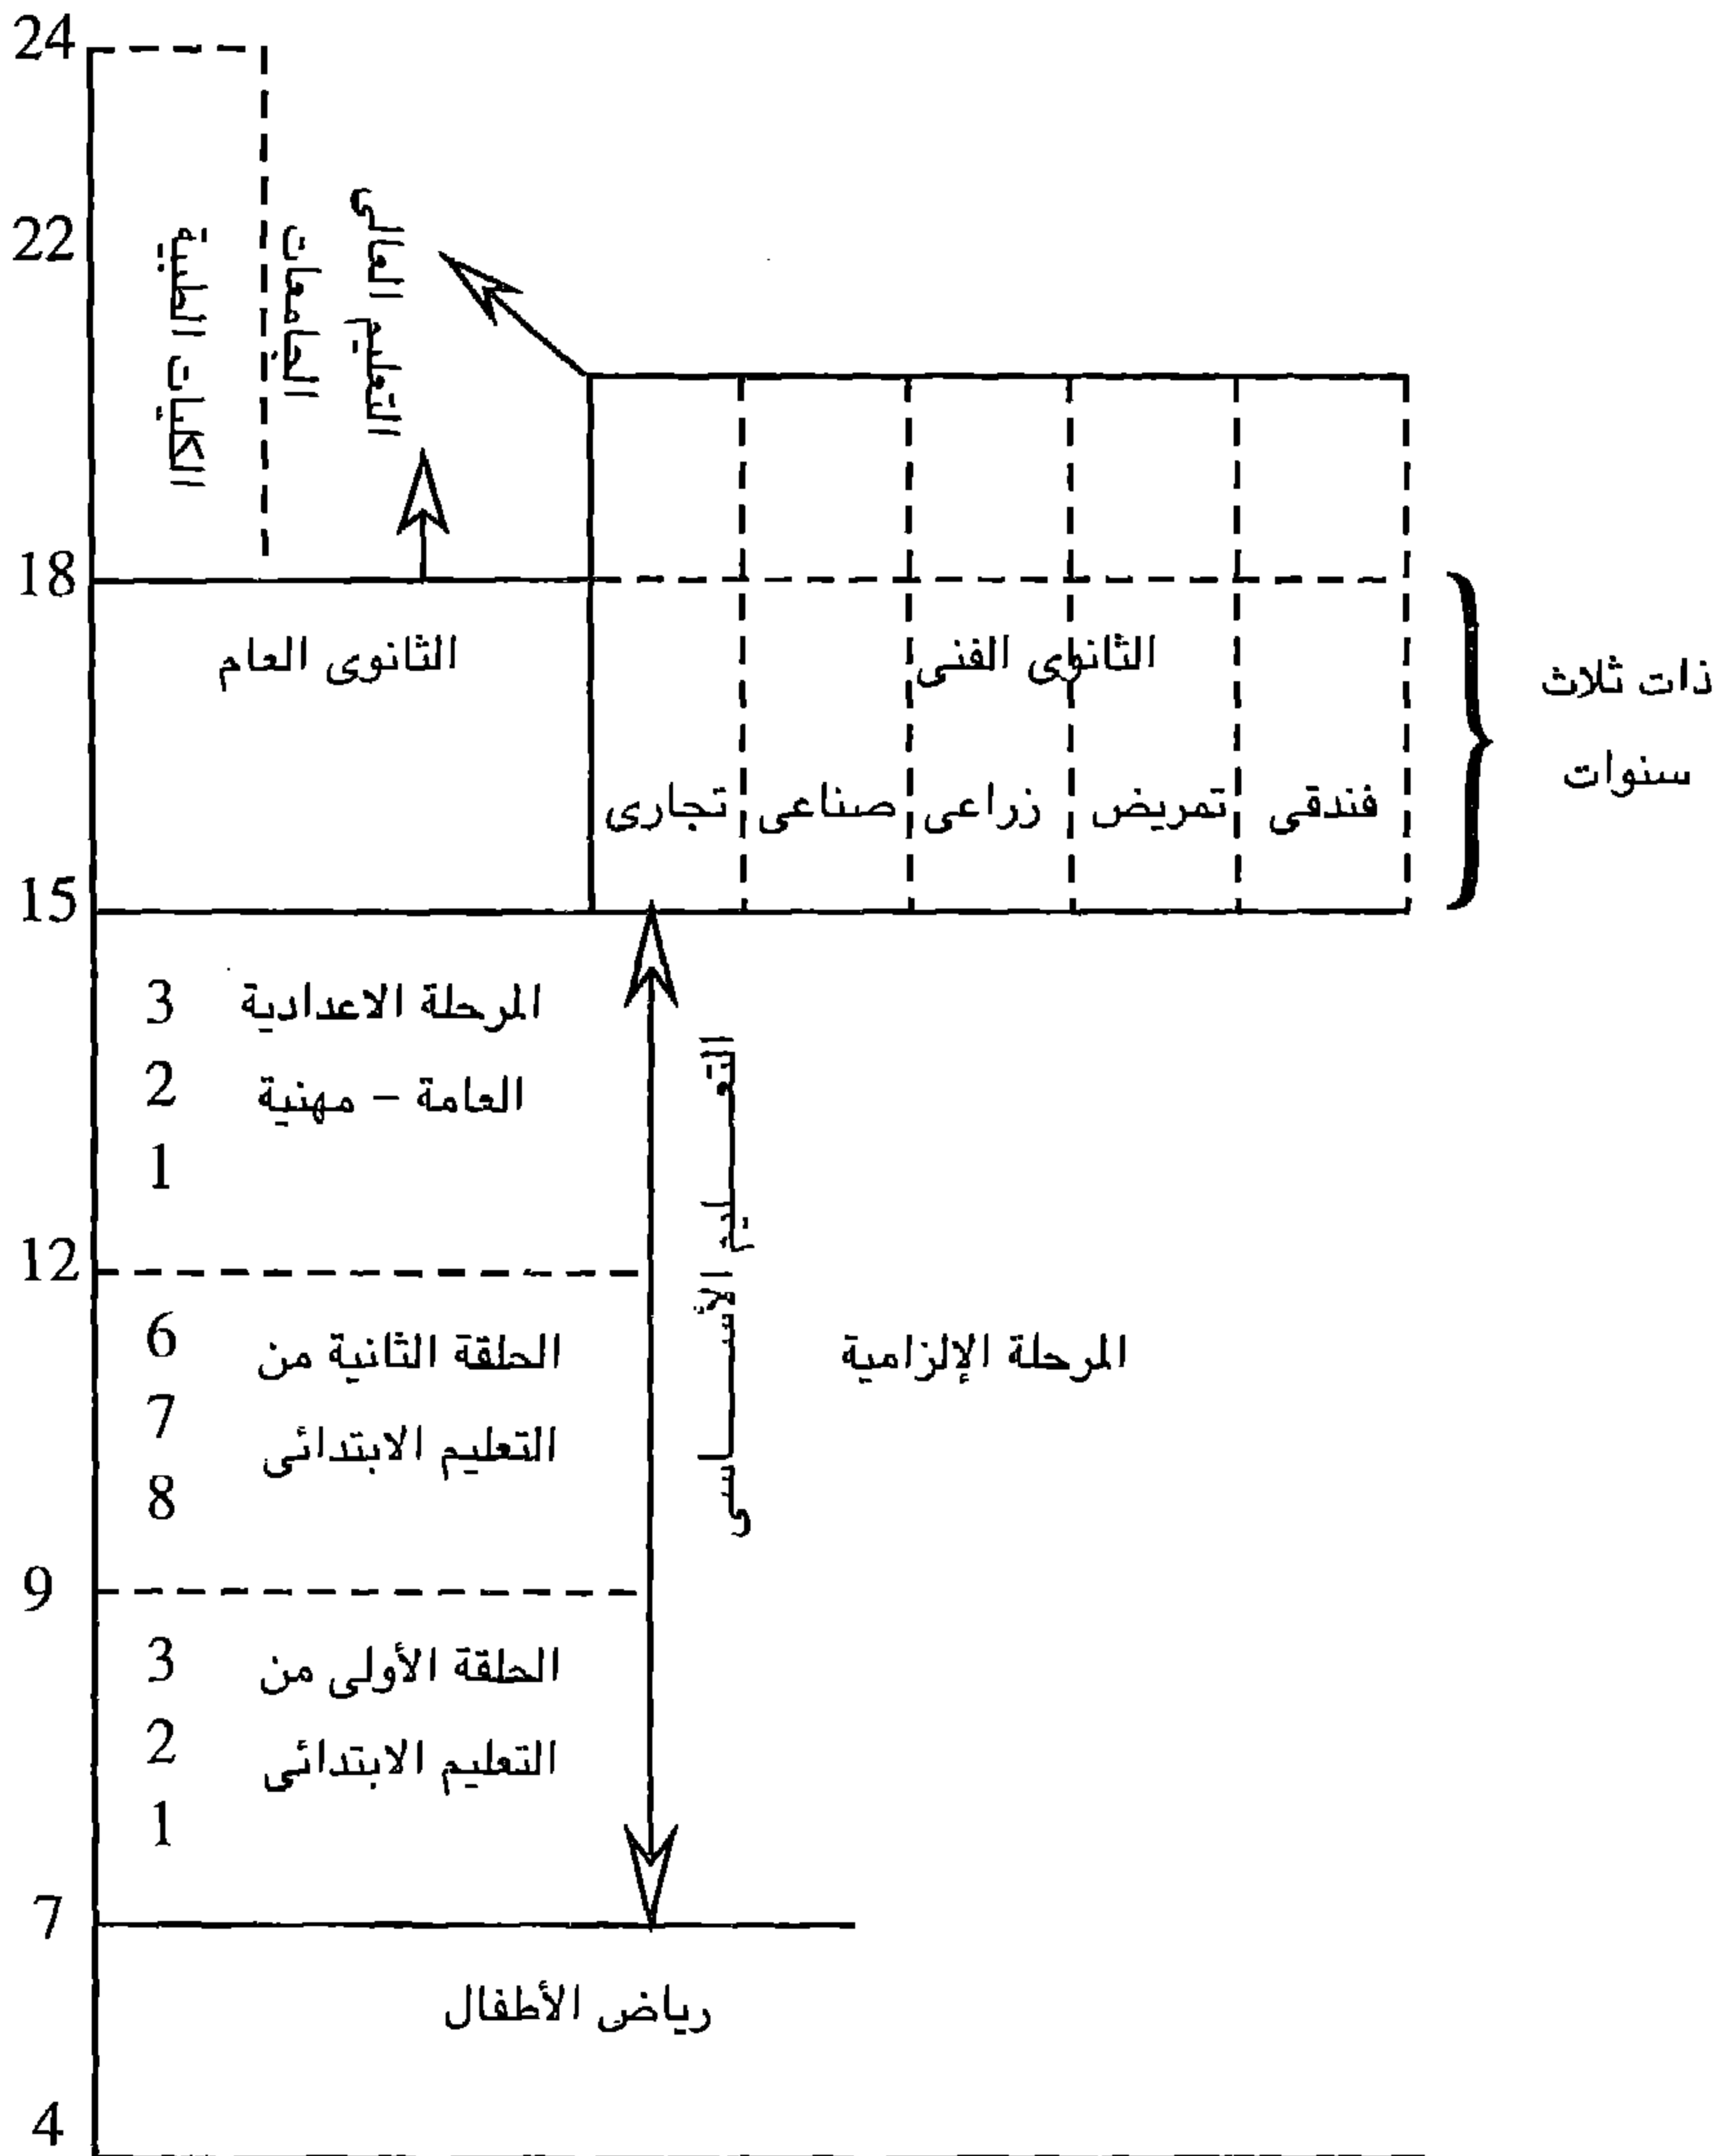 24
22
18
15
12
9
7
4
الكليات الطبية
الجامعات
التعليم العالى
الثانوى العام
الثانوى الفنى
تجارى
صناعى
زراعى
تمريض
فندقى
ذات ثلاث
سنوات
3
المرحلة الاعدادية
2
العامة – مهنية
1
6
الحلقة الثانية من
7
التعليم الابتدائى
8
3
الحلقة الأولى من
2
التعليم الابتدائى
1
المرحلة الإلزامية
رياض الأطفال